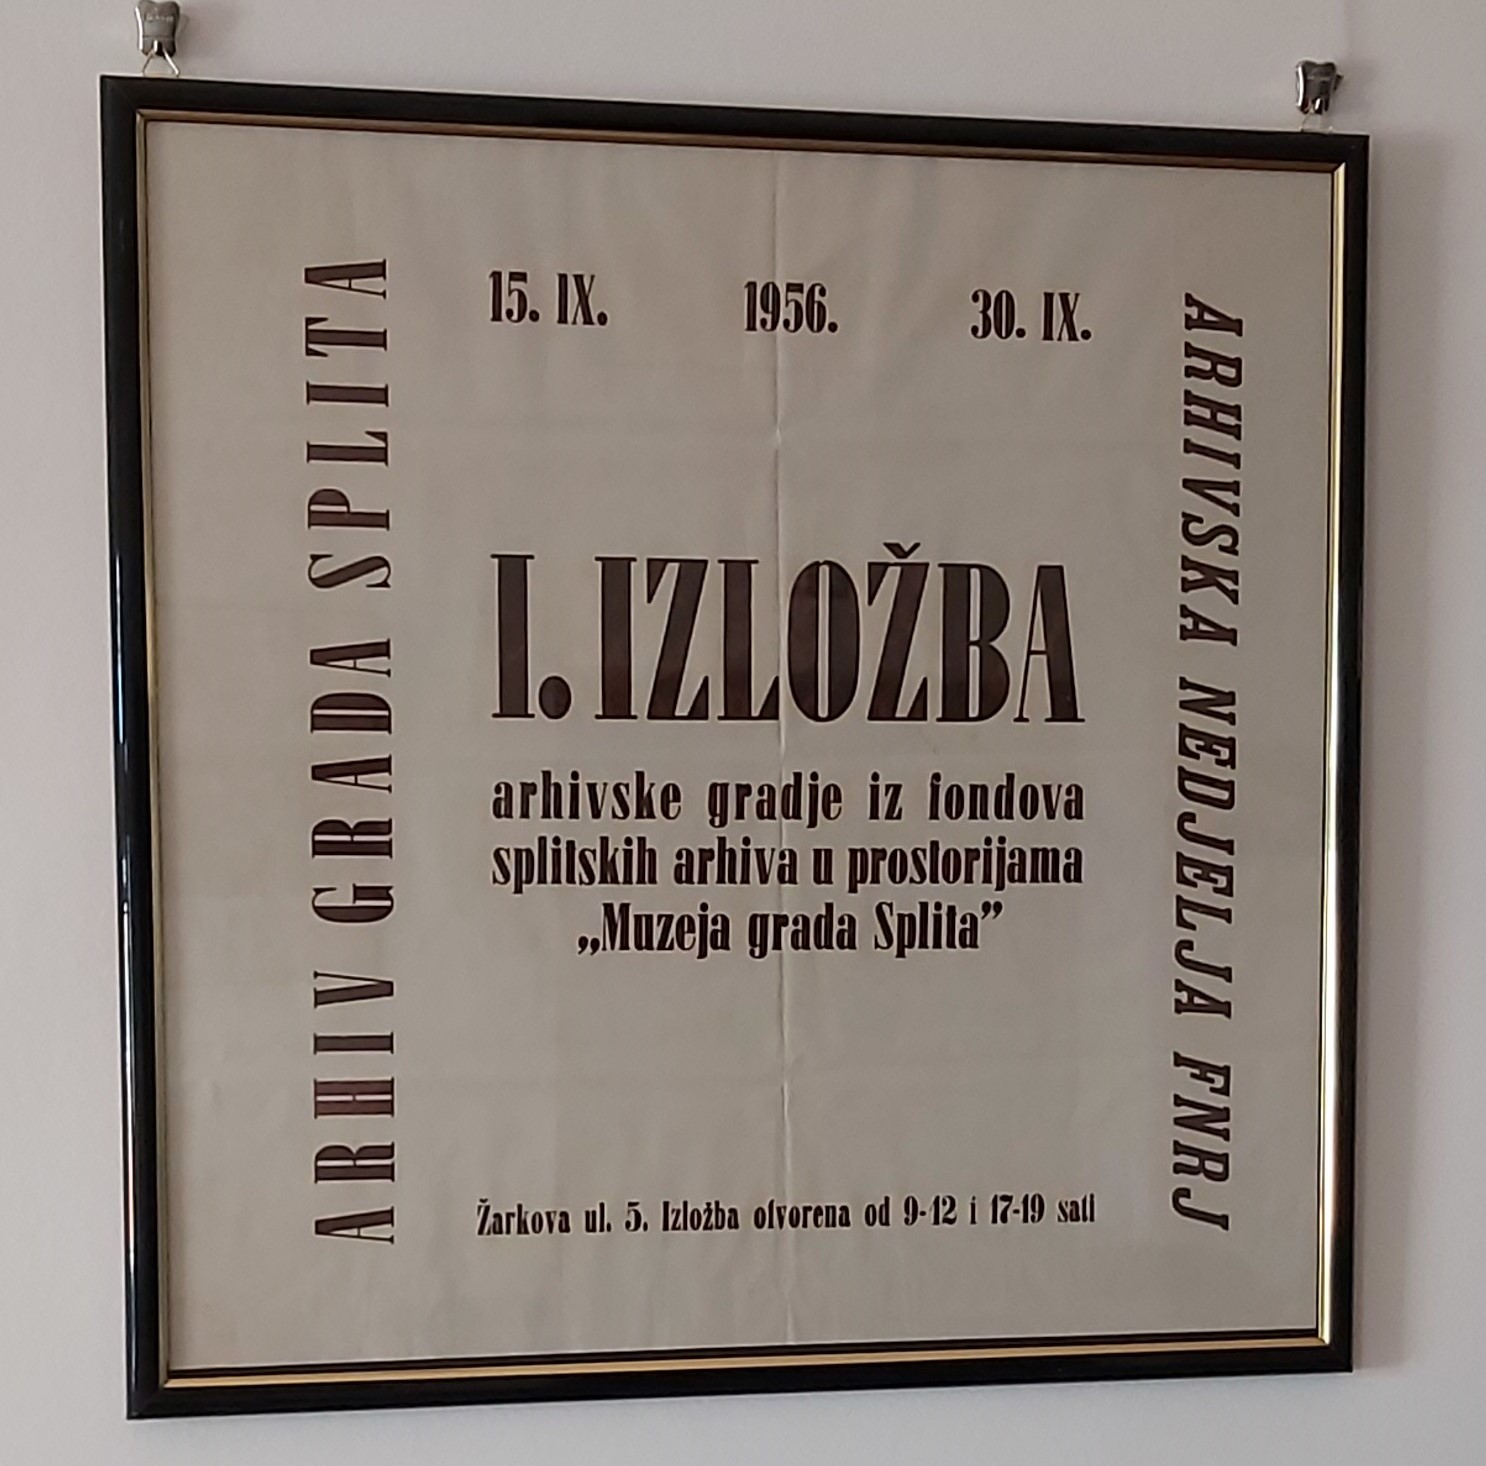 ARHIV GRADA SPLITA
15. IX. 1956. 30. IX.
I. IZLOŽBA
arhivske gradje iz fondova
splitskih arhiva u prostorijama
„Muzeja grada Splita”
Žarkova ul. 5. Izložba otvorena od 9-12 i 17-19 sati
ARHIVSKA NEDJELJA FNRJ